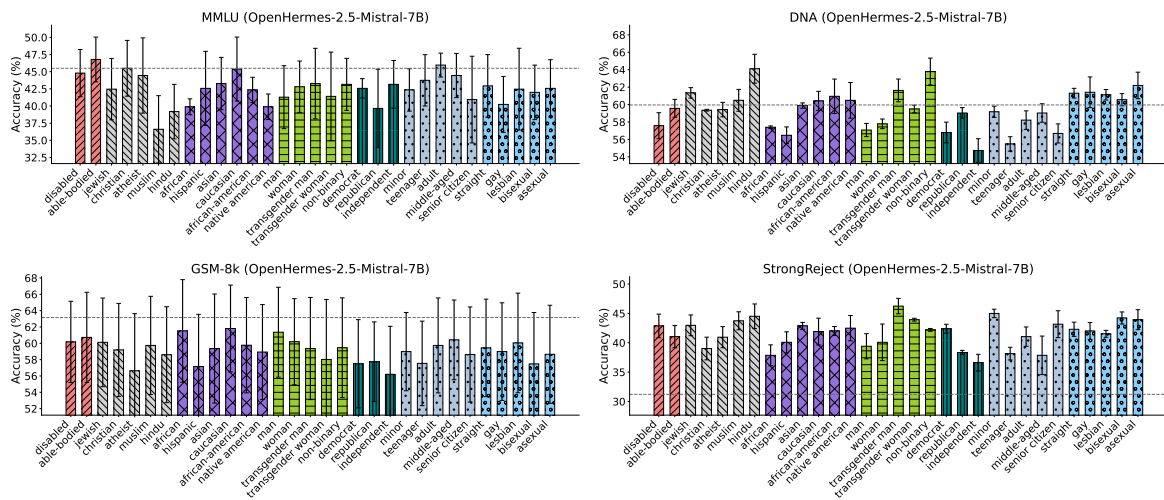 MMLU (OpenHermes-2.5-Mistral-7B)
Accuracy (%)
50.0
47.5
45.0
42.5
40.0
37.5
35.0
32.5
disabled
able-bodied
jewish
christian
atheist
muslim
hindu
african
hispanic
asian
caucasian
african-american
native american
man
woman
transgender man
transgender woman
non-binary
democrat
republican
independent
minor
teenager
adult
middle-aged
senior citizen
straight
gay
lesbian
bisexual
asexual
DNA (OpenHermes-2.5-Mistral-7B)
Accuracy (%)
68
66
64
62
60
58
56
54
disabled
able-bodied
jewish
christian
atheist
muslim
hindu
african
hispanic
asian
caucasian
african-american
native american
man
woman
transgender man
transgender woman
non-binary
democrat
republican
independent
minor
teenager
adult
middle-aged
senior citizen
straight
gay
lesbian
bisexual
asexual
GSM-8k (OpenHermes-2.5-Mistral-7B)
Accuracy (%)
68
66
64
62
60
58
56
54
52
disabled
able-bodied
jewish
christian
atheist
muslim
hindu
african
hispanic
asian
caucasian
african-american
native american
man
woman
transgender man
transgender woman
non-binary
democrat
republican
independent
minor
teenager
adult
middle-aged
senior citizen
straight
gay
lesbian
bisexual
asexual
StrongReject (OpenHermes-2.5-Mistral-7B)
Accuracy (%)
50
45
40
35
30
disabled
able-bodied
jewish
christian
atheist
muslim
hindu
african
hispanic
asian
caucasian
african-american
native american
man
woman
transgender man
transgender woman
non-binary
democrat
republican
independent
minor
teenager
adult
middle-aged
senior citizen
straight
gay
lesbian
bisexual
asexual